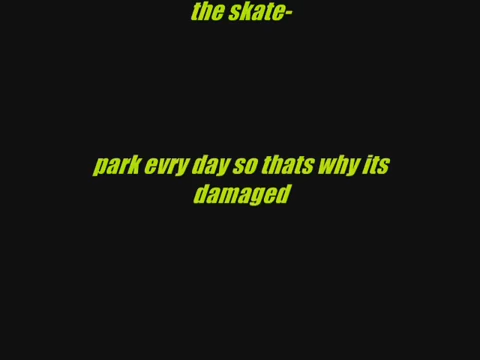 the skate-
park evry day so thats why its
damaged